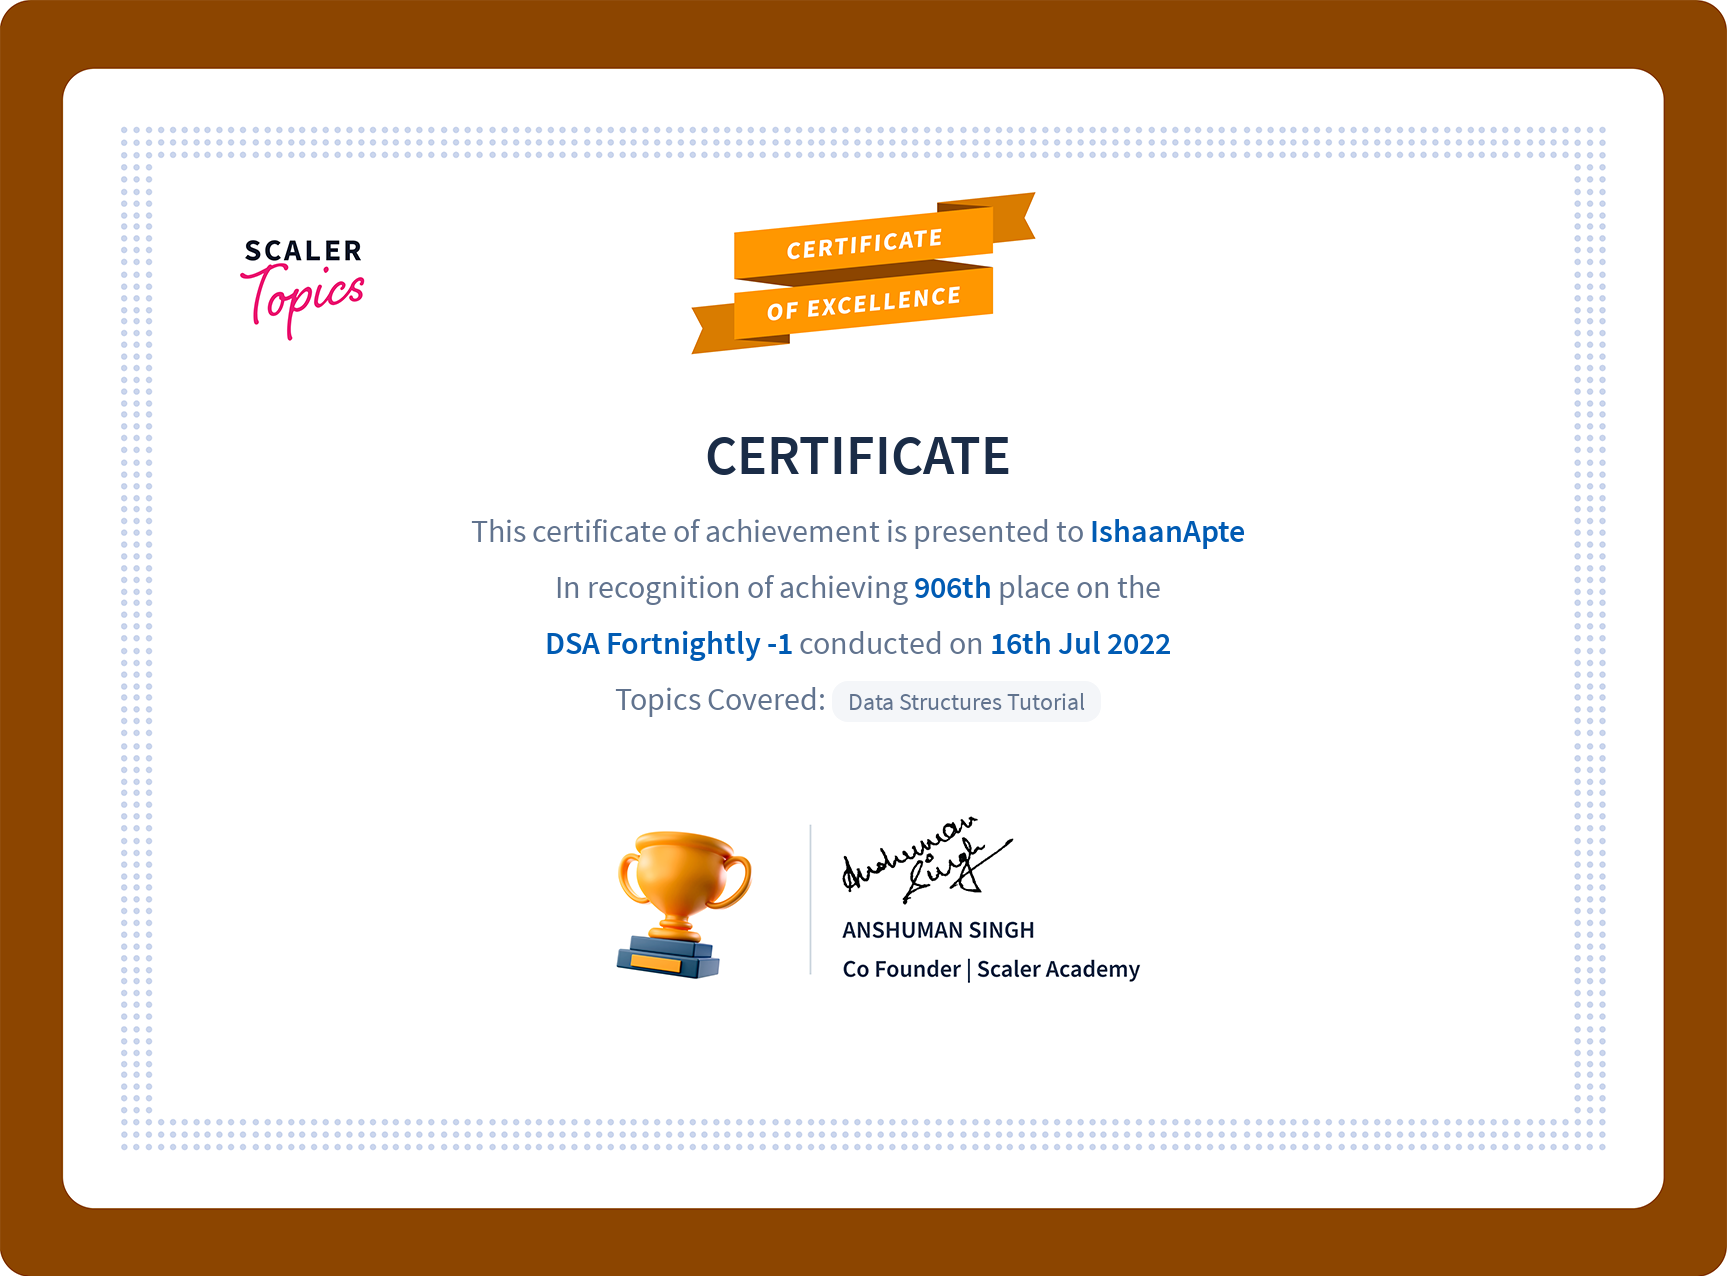 SCALER
Topics
CERTIFICATE
OF EXCELLENCE
CERTIFICATE
This certificate of achievement is presented to IshaanApte
In recognition of achieving 906th place on the
DSA Fortnightly -1 conducted on 16th Jul 2022
Topics Covered: Data Structures Tutorial
Anshuman
Singh
ANSHUMAN SINGH
Co Founder | Scaler Academy